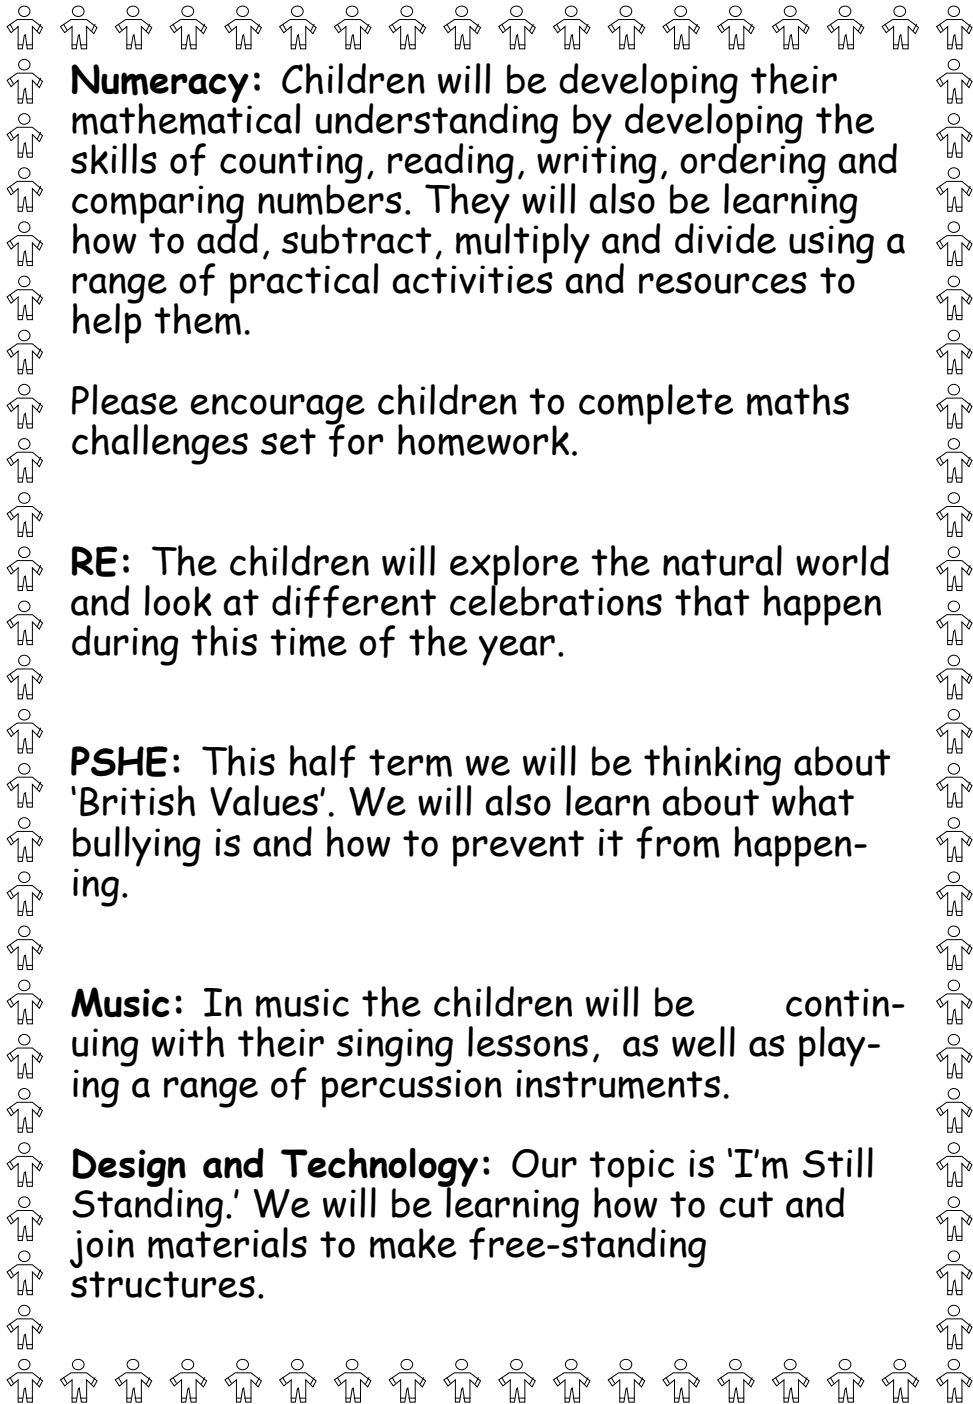 Numeracy: Children will be developing their
mathematical understanding by developing the
skills of counting, reading, writing, ordering and
comparing numbers. They will also be learning
how to add, subtract, multiply and divide using a
range of practical activities and resources to
help them.
Please encourage children to complete maths
challenges set for homework.
RE: The children will explore the natural world
and look at different celebrations that happen
during this time of the year.
PSHE: This half term we will be thinking about
‘British Values’. We will also learn about what
bullying is and how to prevent it from happen-
ing.
Music: In music the children will be contin-
uing with their singing lessons, as well as play-
ing a range of percussion instruments.
Design and Technology: Our topic is ‘I’m Still
Standing.’ We will be learning how to cut and
join materials to make free-standing
structures.